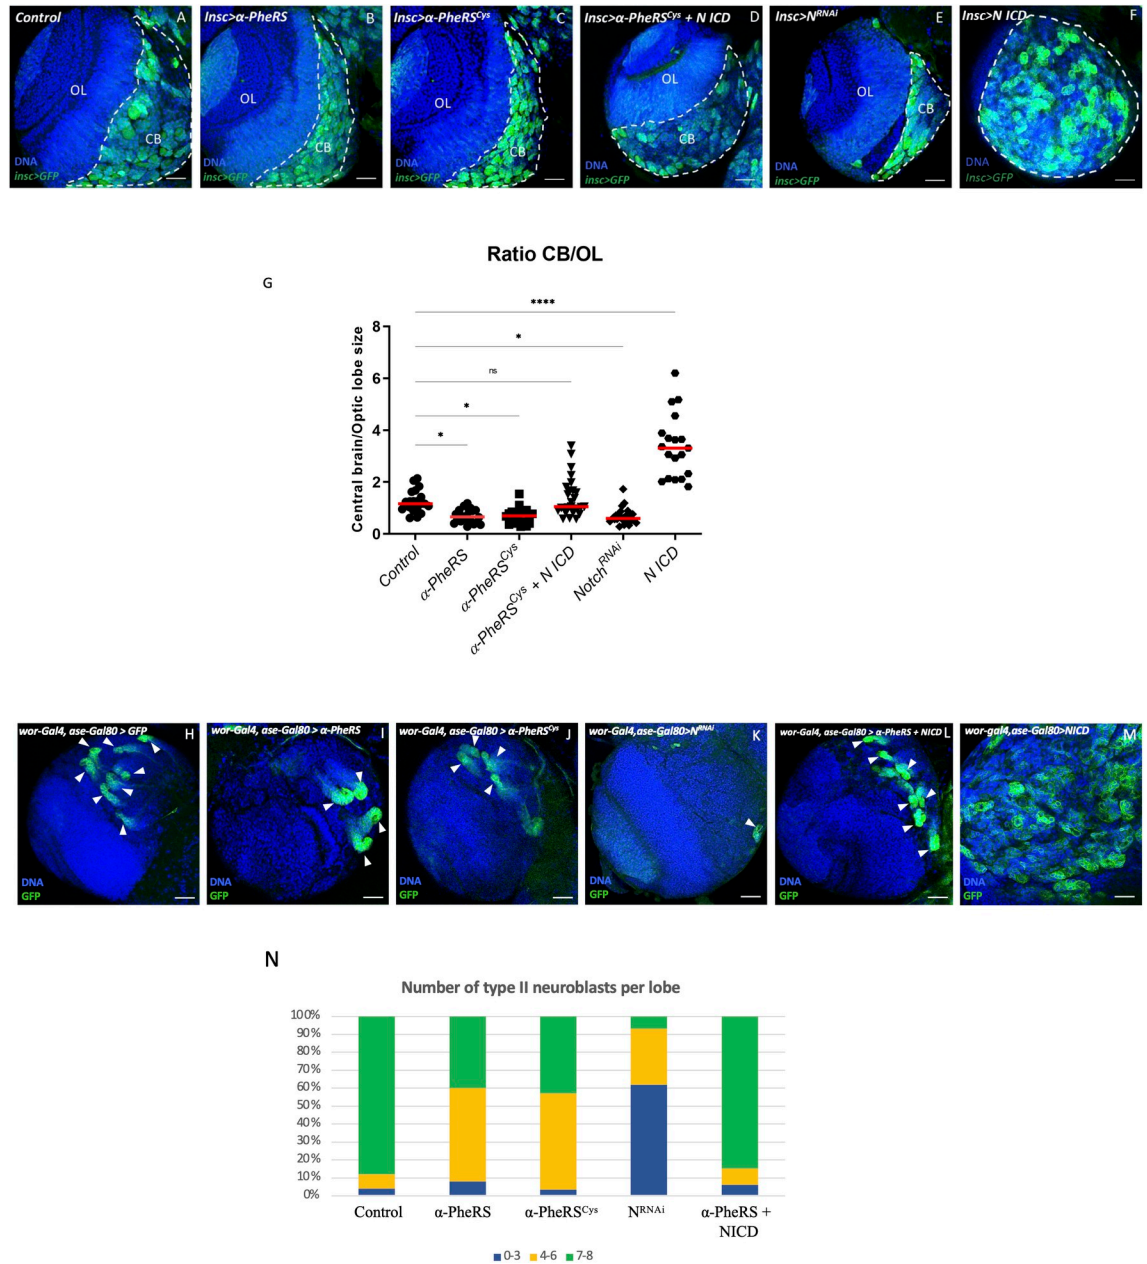 Control A
OL
CB
DNA
insc>GFP
Insc>α-PheRS B
OL
CB
DNA
insc>GFP
Insc>α-PheRS^Cys C
OL
CB
DNA
insc>GFP
Insc>α-PheRS^Cys + N ICD D
OL
CB
DNA
insc>GFP
Insc>N^RNAi E
OL
CB
DNA
insc>GFP
Insc>N ICD F
DNA
Insc>GFP
Ratio CB/OL
G
Central brain/Optic lobe size
8
6
4
2
0
****
*
ns
*
*
Control
α-PheRS
α-PheRS^Cys
α-PheRS^Cys + N ICD
Notch^RNAi
N ICD
wor-Gal4, ase-Gal80 > GFP H
DNA
GFP
wor-Gal4, ase-Gal80 > α-PheRS I
DNA
GFP
wor-Gal4, ase-Gal80 > α-PheRS^Cys J
DNA
GFP
wor-Gal4,ase-Gal80>N^RNAi K
DNA
GFP
wor-Gal4, ase-Gal80 > α-PheRS + NICD L
DNA
GFP
wor-gal4,ase-Gal80>NICD M
DNA
GFP
N
Number of type II neuroblasts per lobe
100%
90%
80%
70%
60%
50%
40%
30%
20%
10%
0%
Control
α-PheRS
α-PheRS^Cys
N^RNAi
α-PheRS +
NICD
0-3 4-6 7-8